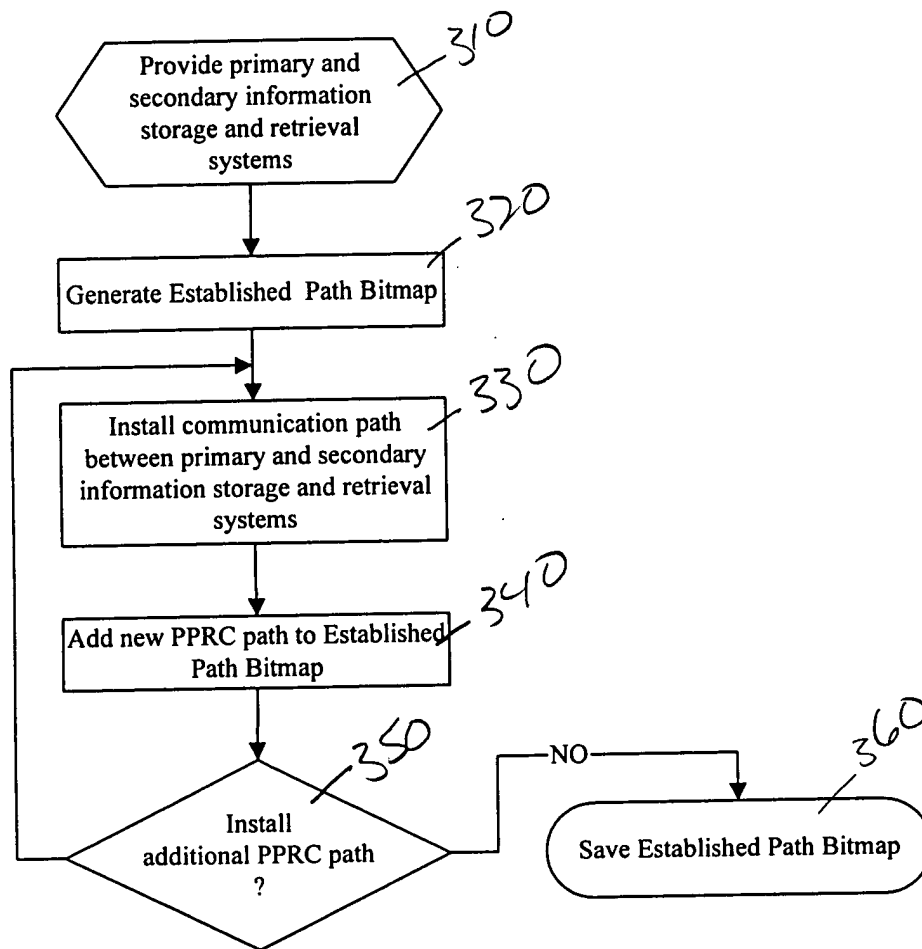 310
Provide primary and
secondary information
storage and retrieval
systems
320
Generate Established Path Bitmap
330
Install communication path
between primary and secondary
information storage and retrieval
systems
340
Add new PPRC path to Established
Path Bitmap
350
Install
additional PPRC path
?
NO
360
Save Established Path Bitmap